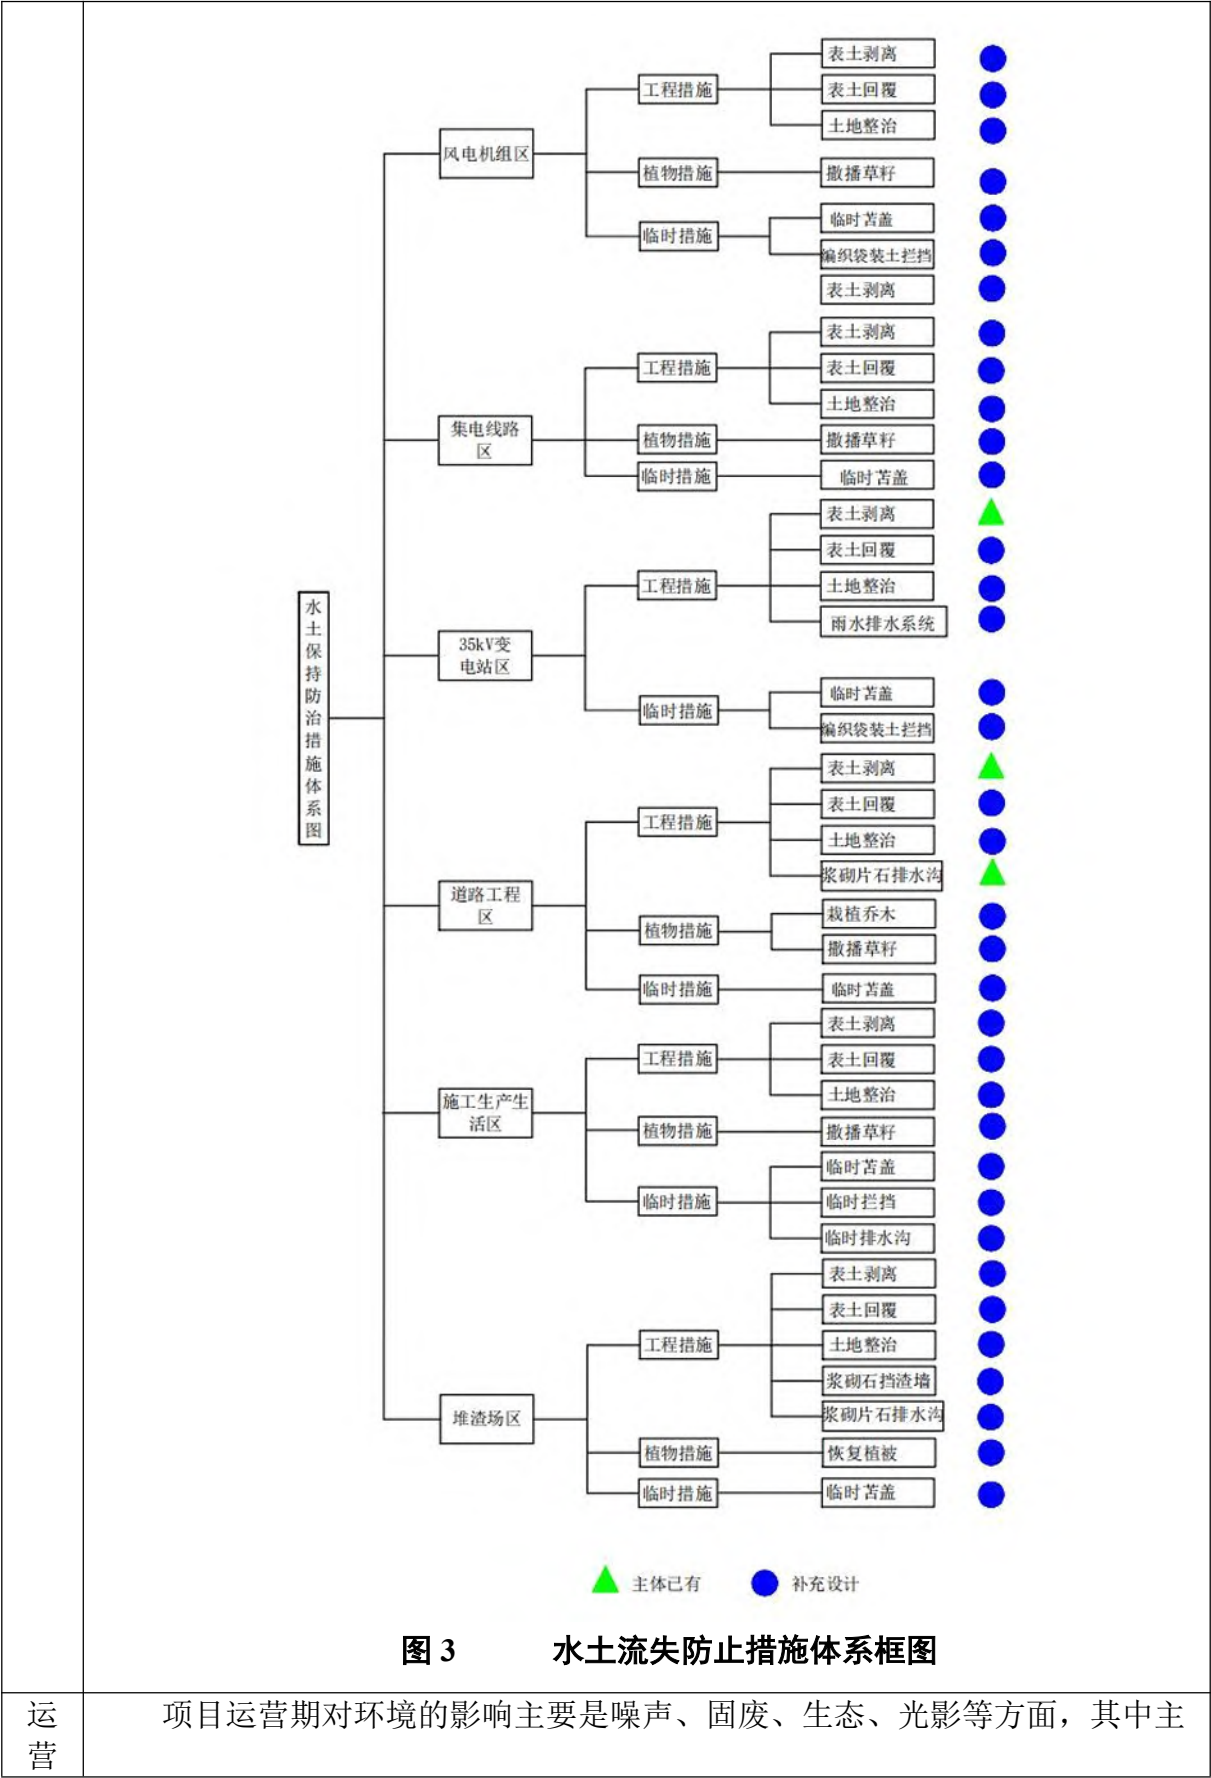 水土保持防治措施体系图
风电机组区
工程措施
表土剥离
表土回覆
土地整治
植物措施
撒播草籽
临时措施
临时苫盖
编织袋装土拦挡
表土剥离
集电线路
区
工程措施
表土剥离
表土回覆
土地整治
植物措施
撒播草籽
临时措施
临时苫盖
35kV变
电站区
工程措施
表土剥离
表土回覆
土地整治
雨水排水系统
临时措施
临时苫盖
编织袋装土拦挡
道路工程
区
工程措施
表土剥离
表土回覆
土地整治
浆砌片石排水沟
植物措施
栽植乔木
撒播草籽
临时措施
临时苫盖
施工生产生
活区
工程措施
表土剥离
表土回覆
土地整治
植物措施
撒播草籽
临时措施
临时苫盖
临时拦挡
临时排水沟
堆渣场区
工程措施
表土剥离
表土回覆
土地整治
浆砌石挡渣墙
浆砌片石排水沟
植物措施
恢复植被
临时措施
临时苫盖
主体已有 补充设计
图 3 水土流失防止措施体系框图
运
营
项目运营期对环境的影响主要是噪声、固废、生态、光影等方面，其中主